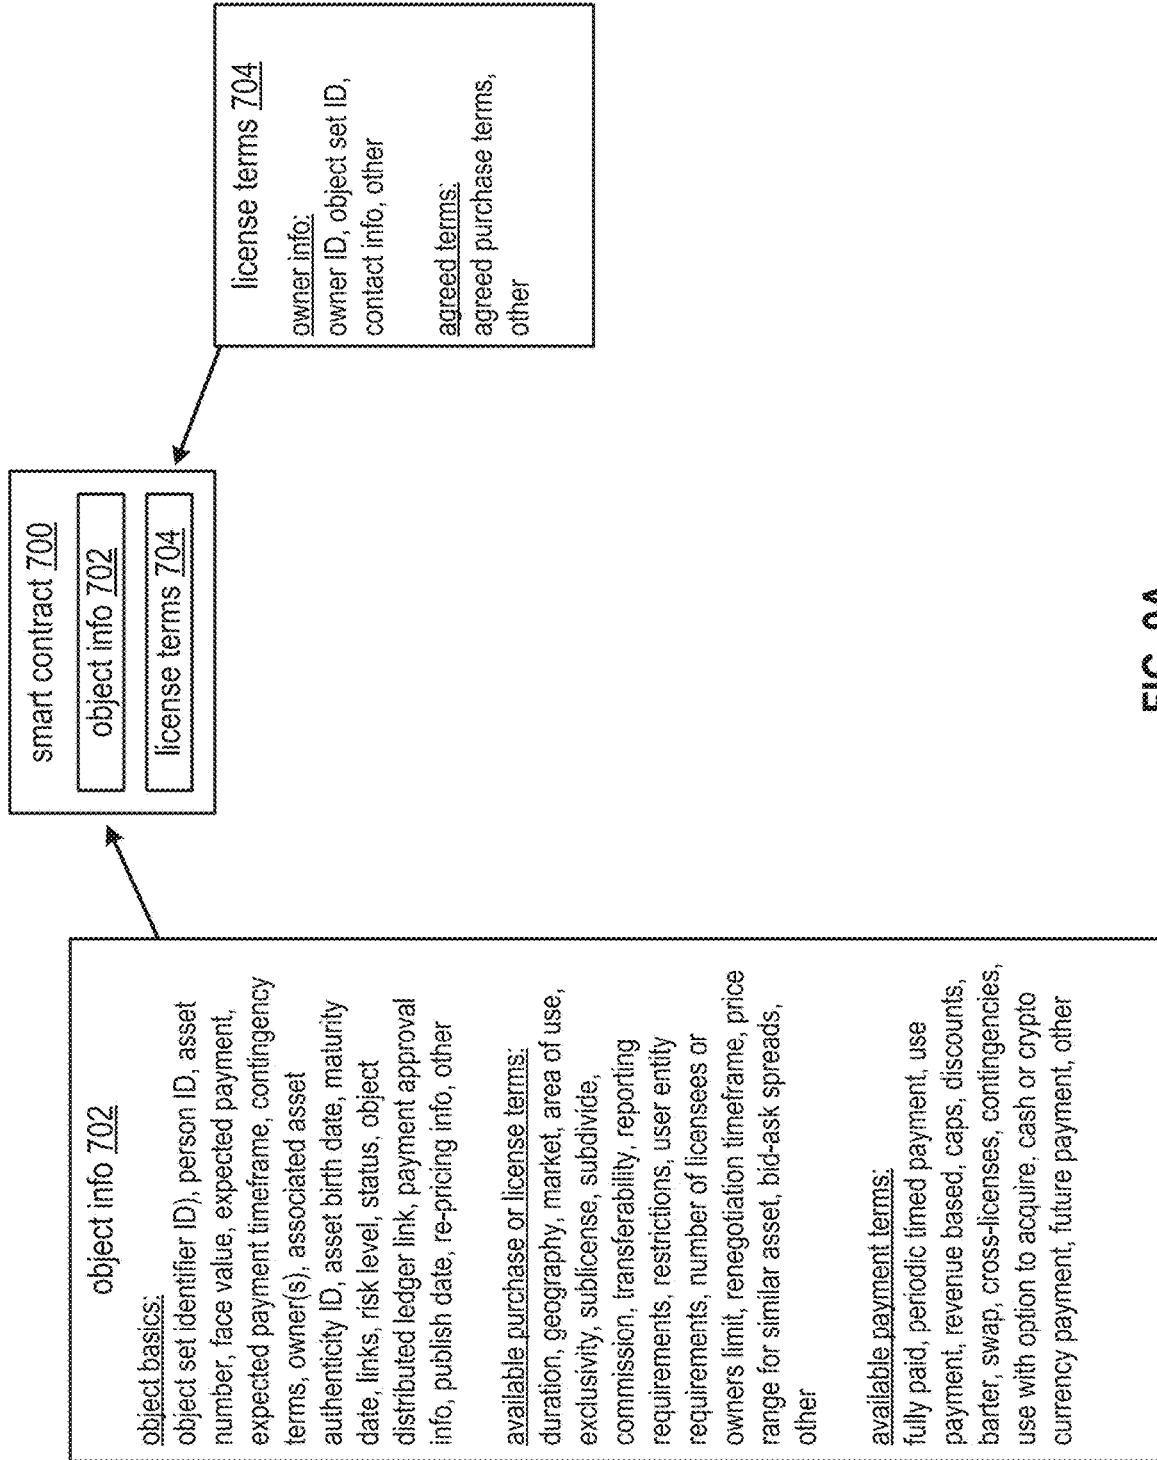 smart contract 700
object info 702
license terms 704
object info 702
object basics:
object set identifier ID), person ID, asset
number, face value, expected payment,
expected payment timeframe, contingency
terms, owner(s), associated asset
authenticity ID, asset birth date, maturity
date, links, risk level, status, object
distributed ledger link, payment approval
info, publish date, re-pricing info, other
available purchase or license terms:
duration, geography, market, area of use,
exclusivity, sublicense, subdivide,
commission, transferability, reporting
requirements, restrictions, user entity
requirements, number of licensees or
owners limit, renegotiation timeframe, price
range for similar asset, bid-ask spreads,
other
available payment terms:
fully paid, periodic timed payment, use
payment, revenue based, caps, discounts,
barter, swap, cross-licenses, contingencies,
use with option to acquire, cash or crypto
currency payment, future payment, other
license terms 704
owner info:
owner ID, object set ID,
contact info, other
agreed terms:
agreed purchase terms,
other
FIG. 9A